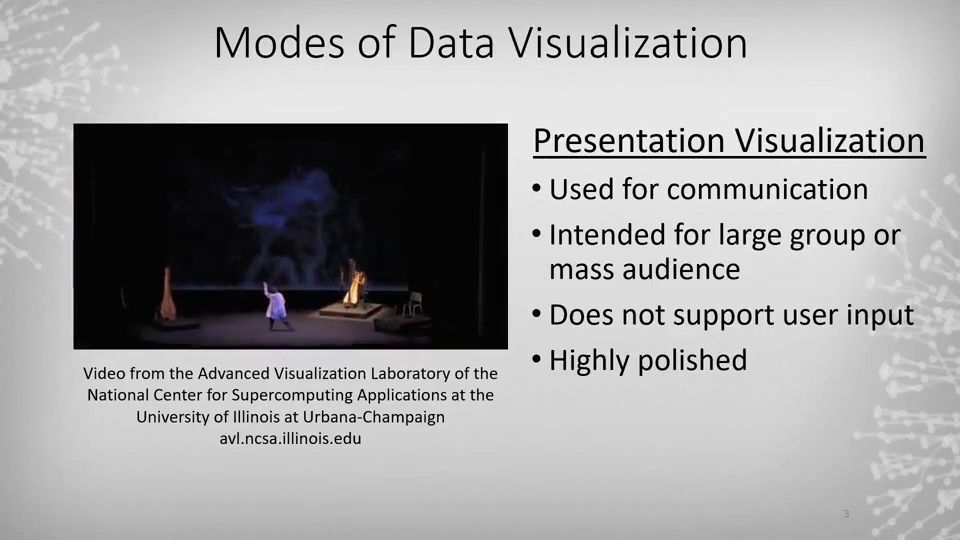 Modes of Data Visualization
Video from the Advanced Visualization Laboratory of the
National Center for Supercomputing Applications at the
University of Illinois at Urbana-Champaign
avl.ncsa.illinois.edu
Presentation Visualization
• Used for communication
• Intended for large group or
mass audience
• Does not support user input
• Highly polished
3